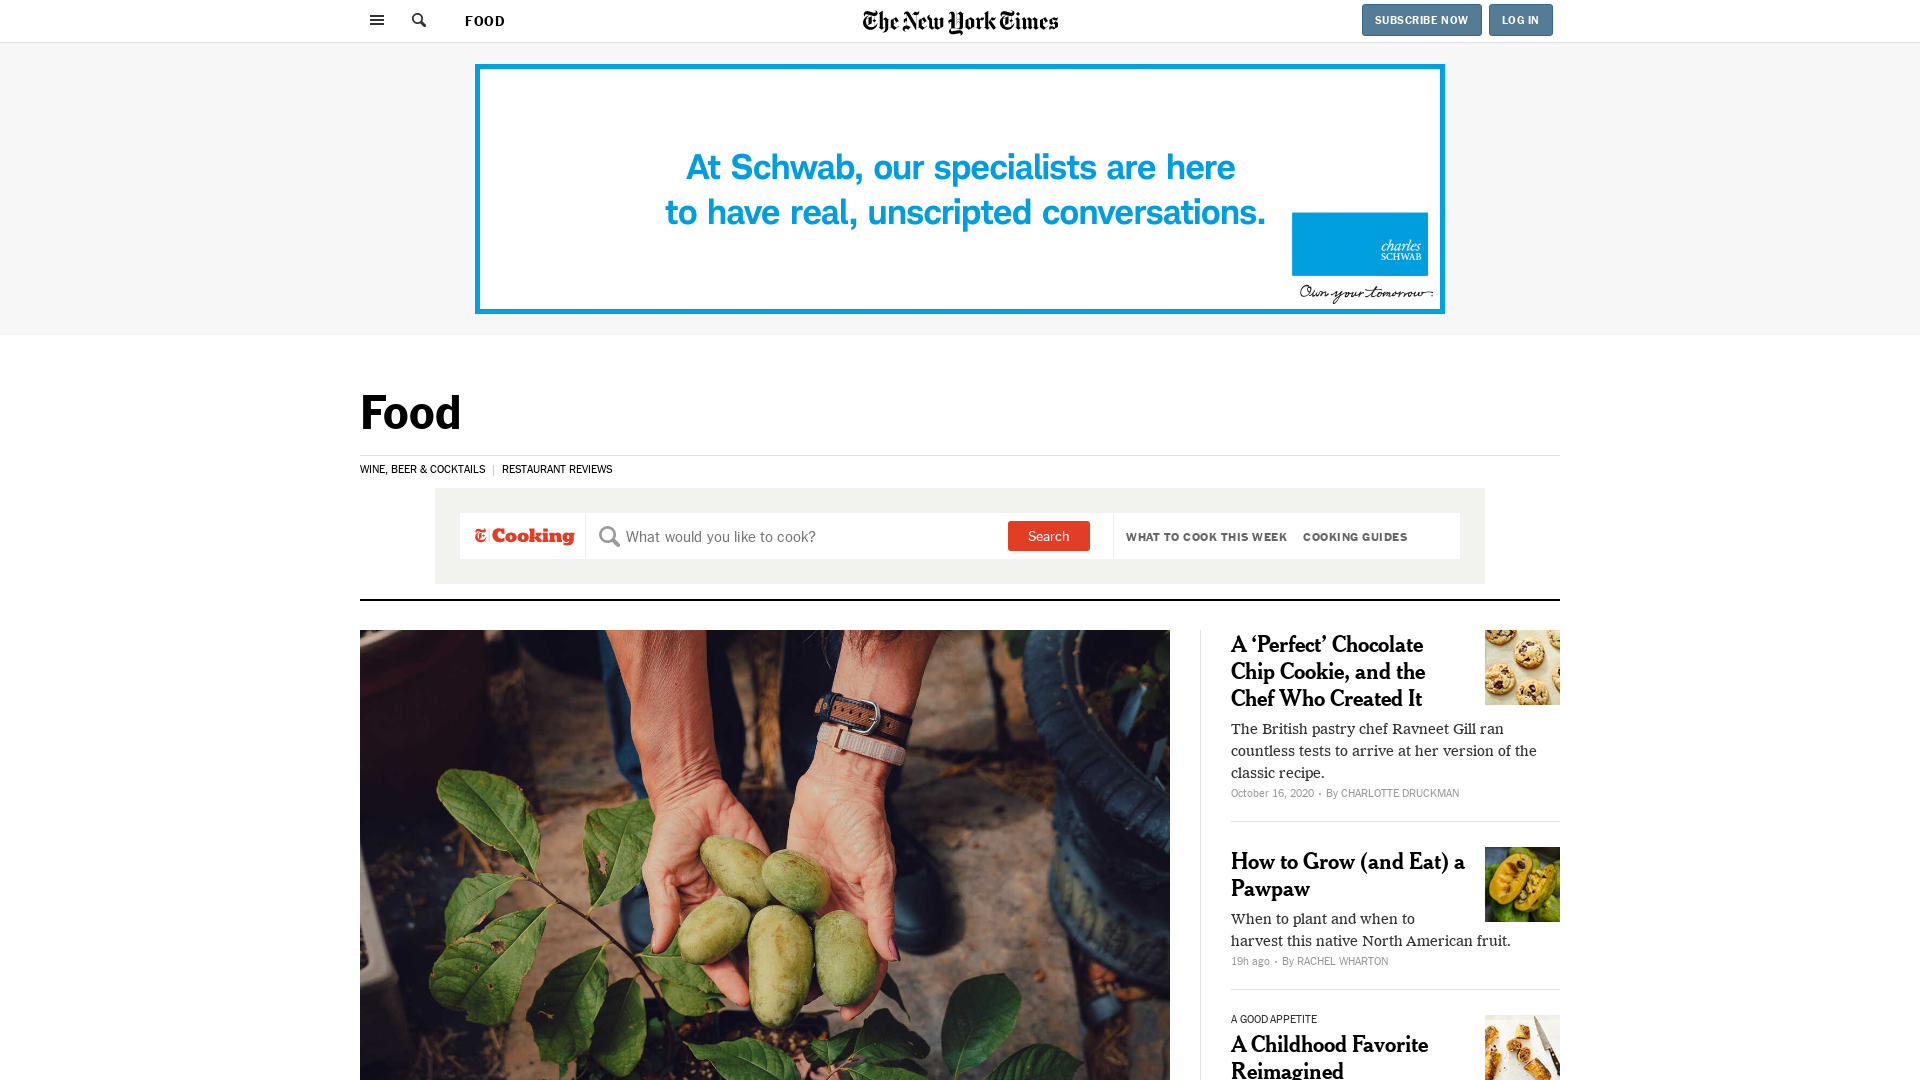 FOOD
The New York Times
SUBSCRIBE NOW
LOG IN
At Schwab, our specialists are here
to have real, unscripted conversations.
charles
SCHWAB
Own your tomorrow
Food
WINE, BEER & COCKTAILS
RESTAURANT REVIEWS
Cooking
What would you like to cook?
Search
WHAT TO COOK THIS WEEK
COOKING GUIDES
A ‘Perfect’ Chocolate
Chip Cookie, and the
Chef Who Created It
The British pastry chef Ravneet Gill ran
countless tests to arrive at her version of the
classic recipe.
October 16, 2020 • By CHARLOTTE DRUCKMAN
How to Grow (and Eat) a
Pawpaw
When to plant and when to
harvest this native North American fruit.
19h ago • By RACHEL WHARTON
A GOOD APPETITE
A Childhood Favorite
Reimagined